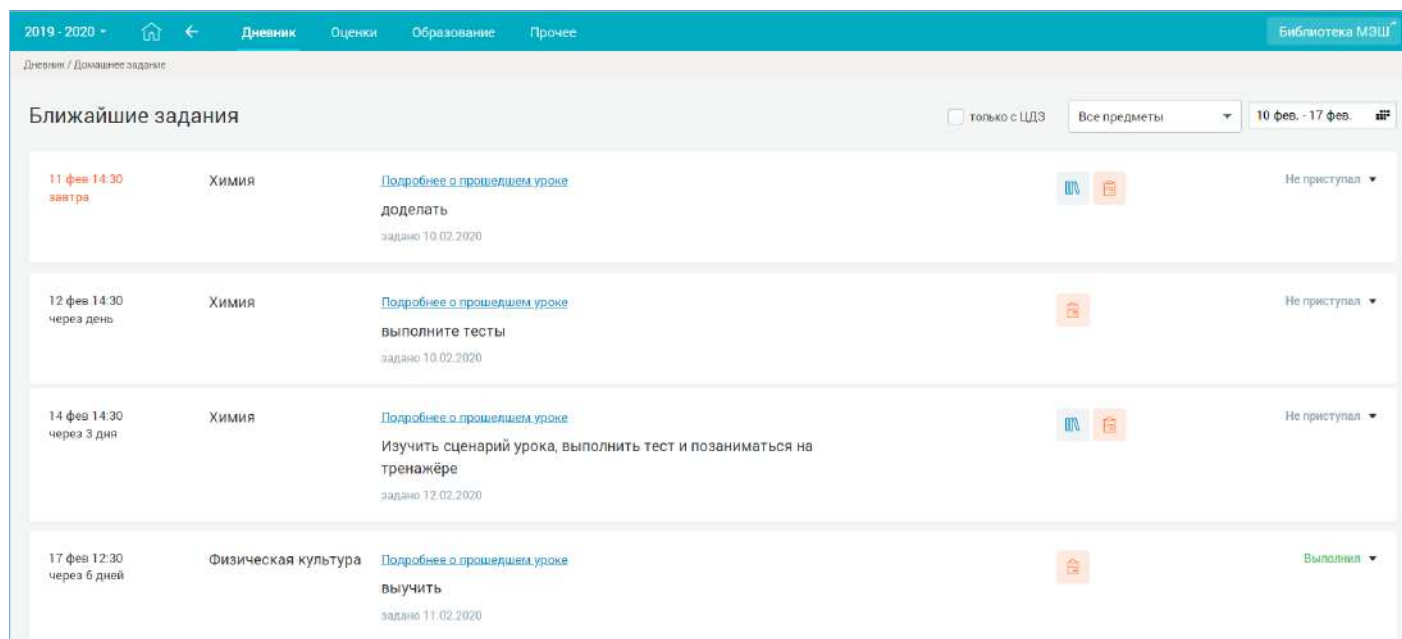 2019 - 2020 Дневник Оценки Образование Прочее Библиотека МЭШ
Дневник / Домашнее задание
Ближайшие задания только с ЦДЗ Все предметы 10 фев. - 17 фев.
11 фев 14:30 Химия Подробнее о прошедшем уроке Не приступал
завтра
доделать
задано 10.02.2020
12 фев 14:30 Химия Подробнее о прошедшем уроке Не приступал
через день
выполните тесты
задано 10.02.2020
14 фев 14:30 Химия Подробнее о прошедшем уроке Не приступал
через 3 дня
Изучить сценарий урока, выполнить тест и позаниматься на
тренажёре
задано 12.02.2020
17 фев 12:30 Физическая культура Подробнее о прошедшем уроке Выполнил
через 6 дней
выучить
задано 11.02.2020